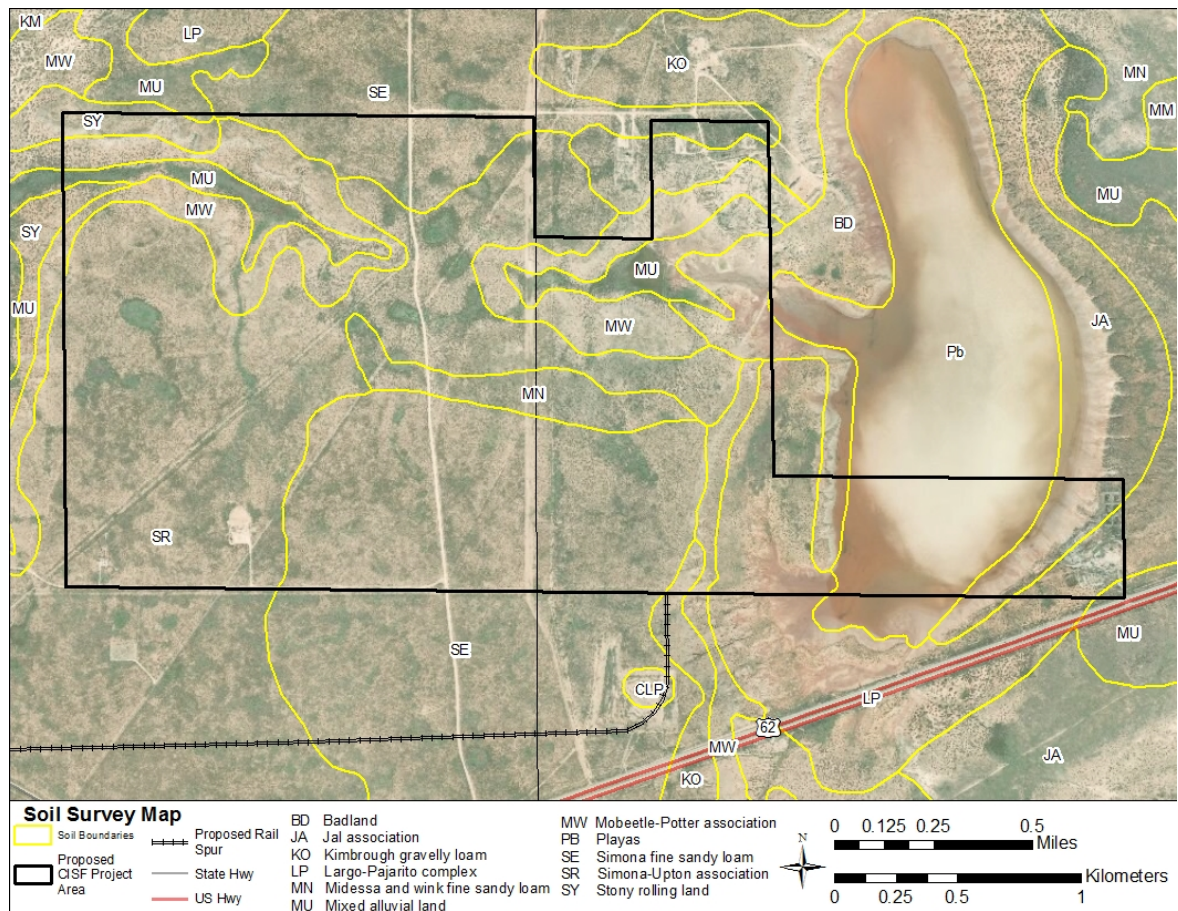 KM
LP
MW
MU
SE
KO
MN
MM
SY
MU
MW
MU
BD
SY
MU
MU
JA
MW
Pb
MN
SR
SE
MU
CLP
LP
62
MW
JA
KO
Soil Survey Map
Soil Boundaries
Proposed CISF Project Area
Proposed Rail Spur
State Hwy
US Hwy
BD Badland
JA Jal association
KO Kimbrough gravelly loam
LP Largo-Pajarito complex
MN Midessa and wink fine sandy loam
MU Mixed alluvial land
MW Mobeetle-Potter association
PB Playas
SE Simona fine sandy loam
SR Simona-Upton association
SY Stony rolling land
N
0 0.125 0.25 0.5
Miles
Kilometers
0 0.25 0.5 1